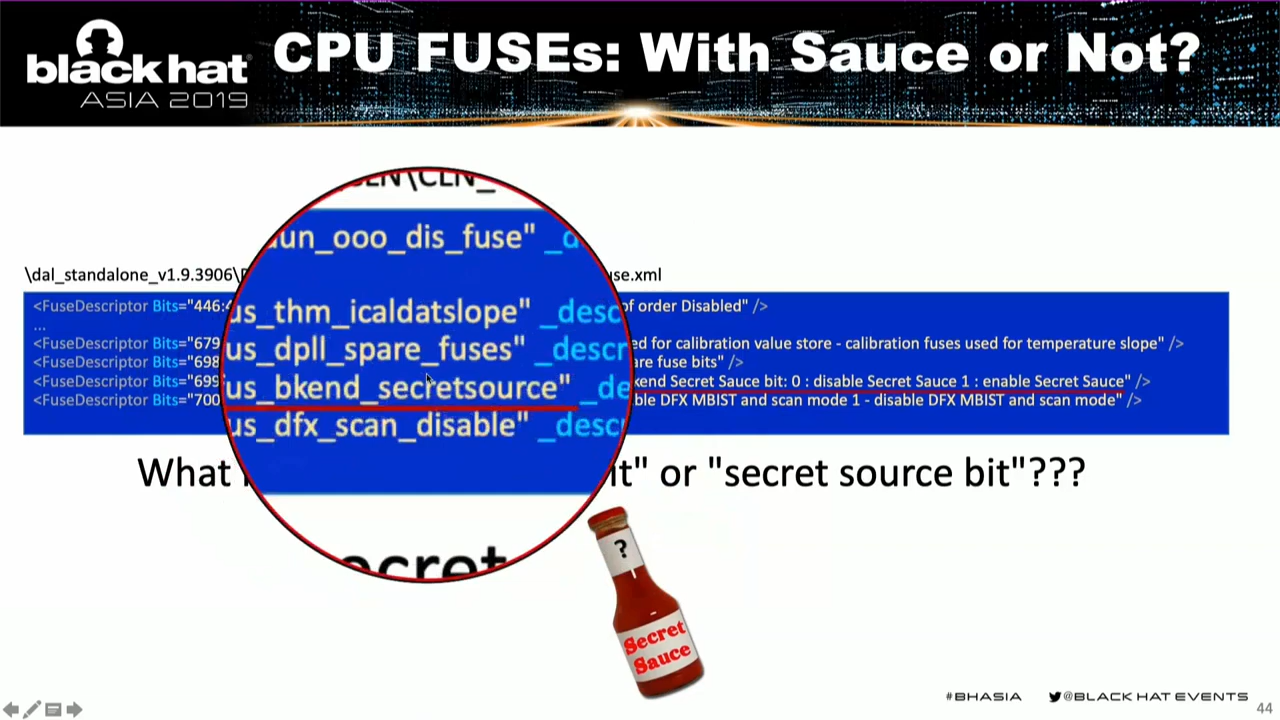 black hat
ASIA 2019
CPU FUSEs: With Sauce or Not?
\dal_standalone_v1.9.3906\ use.xml
<FuseDescriptor Bits="446: of order Disabled" />
...
<FuseDescriptor Bits="679 ed for calibration value store - calibration fuses used for temperature slope" />
<FuseDescriptor Bits="698 are fuse bits" />
<FuseDescriptor Bits="699 kend Secret Sauce bit: 0 : disable Secret Sauce 1 : enable Secret Sauce" />
<FuseDescriptor Bits="700 ble DFX MBIST and scan mode 1 - disable DFX MBIST and scan mode" />
un_ooo_dis_fuse" _d
us_thm_icaldatslope" _desc
us_dpll_spare_fuses" _descr
us_bkend_secretsource" _de
us_dfx_scan_disable" _desc
What it" or "secret source bit"???
ecret
?
Secret
Sauce
#BHASIA @BLACK HAT EVENTS
44